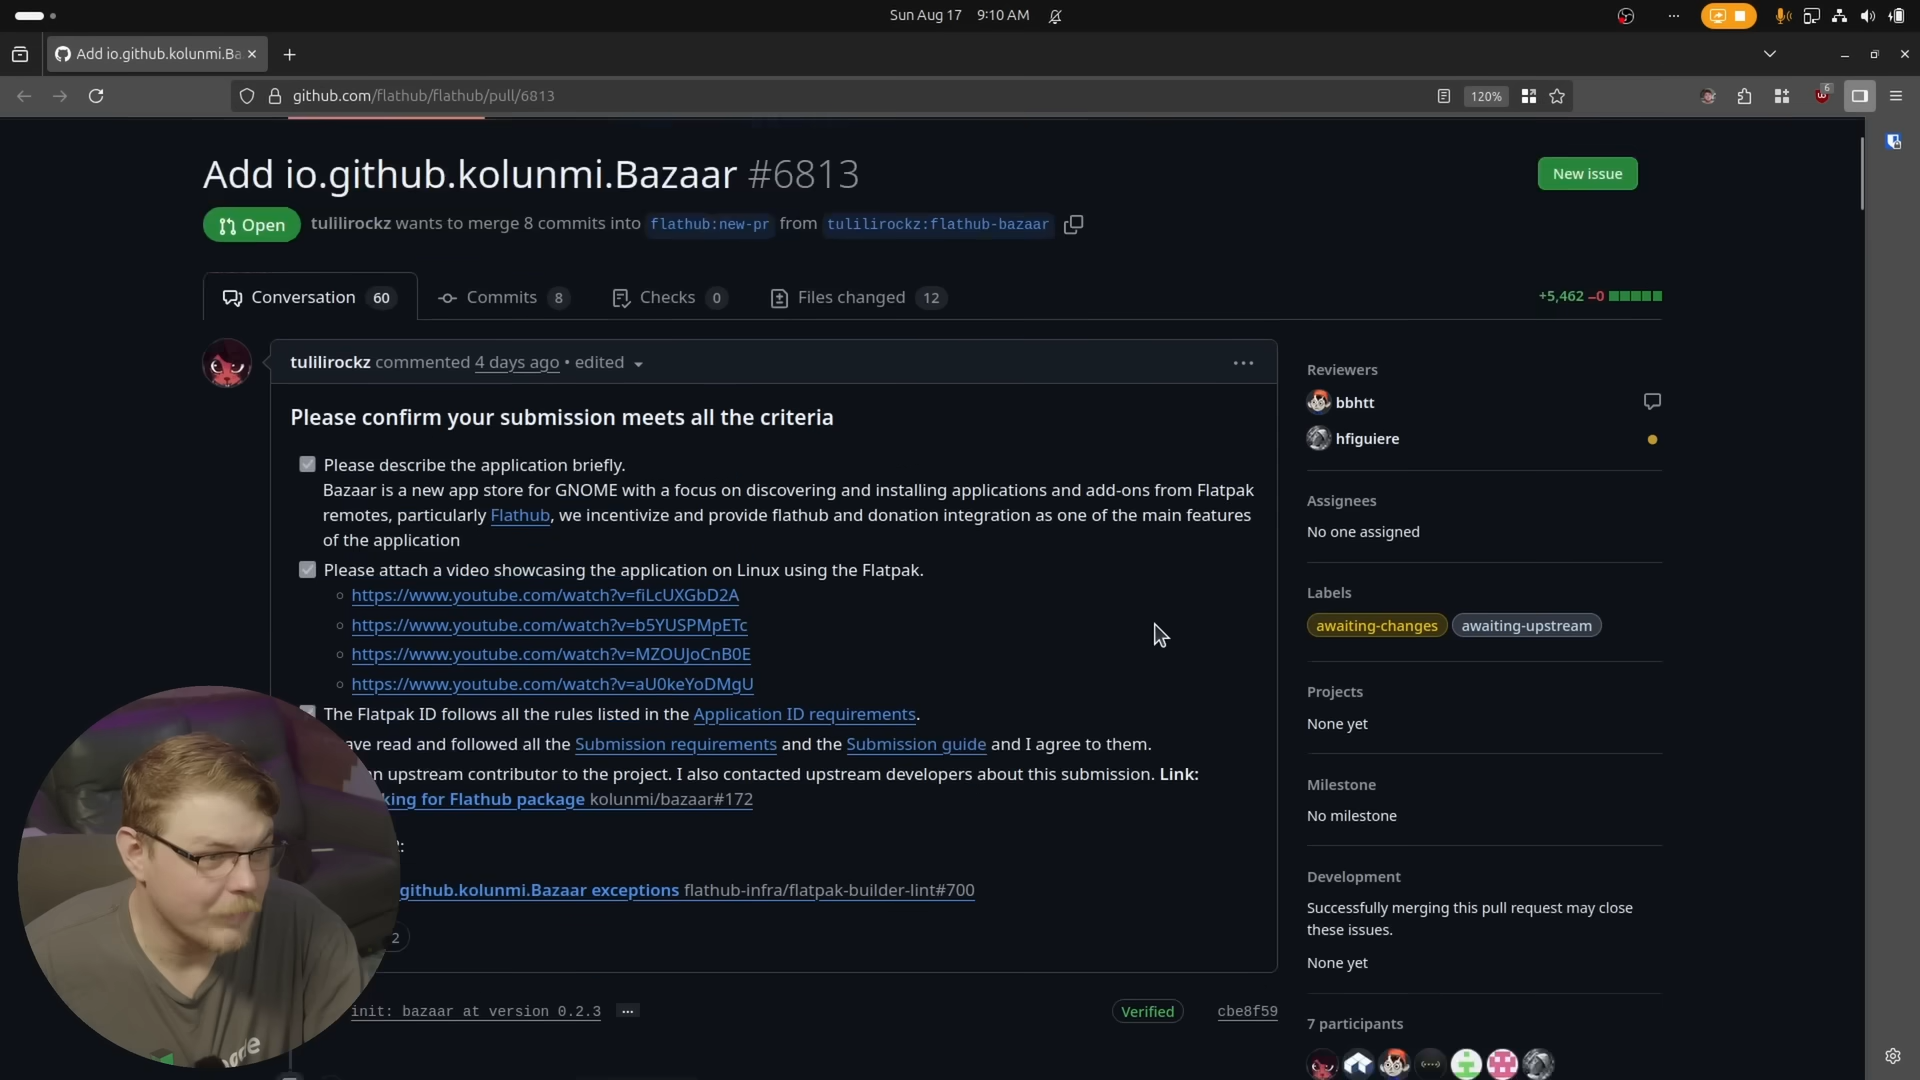 Sun Aug 17 9:10 AM
Add io.github.kolunmi.Ba
github.com/flathub/flathub/pull/6813
120%
6
Add io.github.kolunmi.Bazaar #6813
New issue
Open
tulilirockz wants to merge 8 commits into flathub:new-pr from tulilirockz:flathub-bazaar
Conversation 60
Commits 8
Checks 0
Files changed 12
+5,462 −0
tulilirockz commented 4 days ago • edited
Please confirm your submission meets all the criteria
Please describe the application briefly.
Bazaar is a new app store for GNOME with a focus on discovering and installing applications and add-ons from Flatpak
remotes, particularly Flathub, we incentivize and provide flathub and donation integration as one of the main features
of the application
Please attach a video showcasing the application on Linux using the Flatpak.
https://www.youtube.com/watch?v=fiLcUXGbD2A
https://www.youtube.com/watch?v=b5YUSPMpETc
https://www.youtube.com/watch?v=MZOUJoCnB0E
https://www.youtube.com/watch?v=aU0keYoDMgU
The Flatpak ID follows all the rules listed in the Application ID requirements.
ave read and followed all the Submission requirements and the Submission guide and I agree to them.
n upstream contributor to the project. I also contacted upstream developers about this submission. Link:
king for Flathub package kolunmi/bazaar#172
:
github.kolunmi.Bazaar exceptions flathub-infra/flatpak-builder-lint#700
2
init: bazaar at version 0.2.3
Verified
cbe8f59
Reviewers
bbhtt
hfiguiere
Assignees
No one assigned
Labels
awaiting-changes
awaiting-upstream
Projects
None yet
Milestone
No milestone
Development
Successfully merging this pull request may close
these issues.
None yet
7 participants